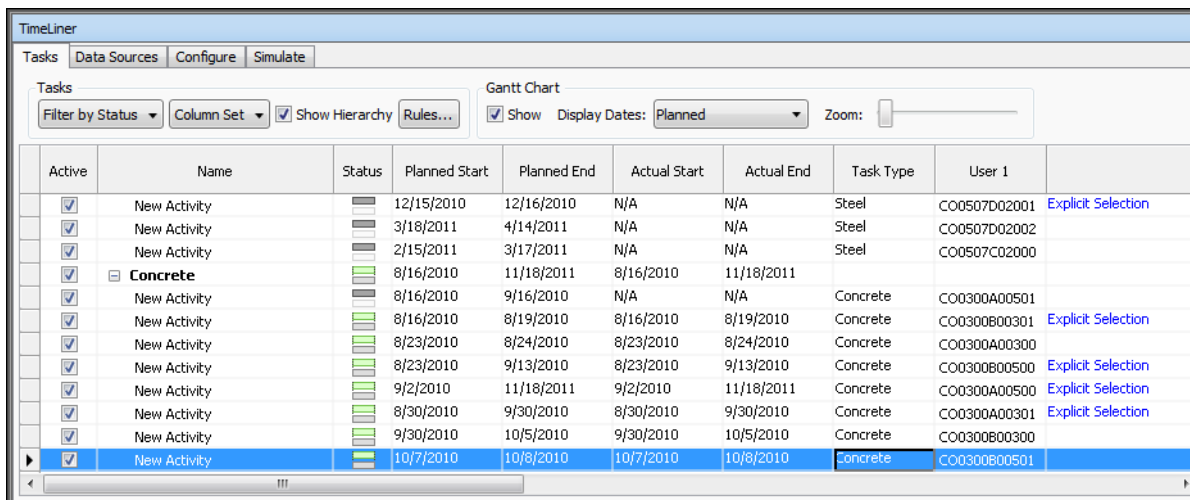 TimeLiner
Tasks Data Sources Configure Simulate
Tasks Gantt Chart
Filter by Status Column Set Show Hierarchy Rules... Show Display Dates: Planned Zoom:
Active Name Status Planned Start Planned End Actual Start Actual End Task Type User 1
New Activity 12/15/2010 12/16/2010 N/A N/A Steel CO0507D02001 Explicit Selection
New Activity 3/18/2011 4/14/2011 N/A N/A Steel CO0507D02002
New Activity 2/15/2011 3/17/2011 N/A N/A Steel CO0507C02000
Concrete 8/16/2010 11/18/2011 8/16/2010 11/18/2011
New Activity 8/16/2010 9/16/2010 N/A N/A Concrete CO0300A00501
New Activity 8/16/2010 8/19/2010 8/16/2010 8/19/2010 Concrete CO0300B00301 Explicit Selection
New Activity 8/23/2010 8/24/2010 8/23/2010 8/24/2010 Concrete CO0300A00300
New Activity 8/23/2010 9/13/2010 8/23/2010 9/13/2010 Concrete CO0300B00500 Explicit Selection
New Activity 9/2/2010 11/18/2011 9/2/2010 11/18/2011 Concrete CO0300A00500 Explicit Selection
New Activity 8/30/2010 9/30/2010 8/30/2010 9/30/2010 Concrete CO0300A00301 Explicit Selection
New Activity 9/30/2010 10/5/2010 9/30/2010 10/5/2010 Concrete CO0300B00300
New Activity 10/7/2010 10/8/2010 10/7/2010 10/8/2010 Concrete CO0300B00501